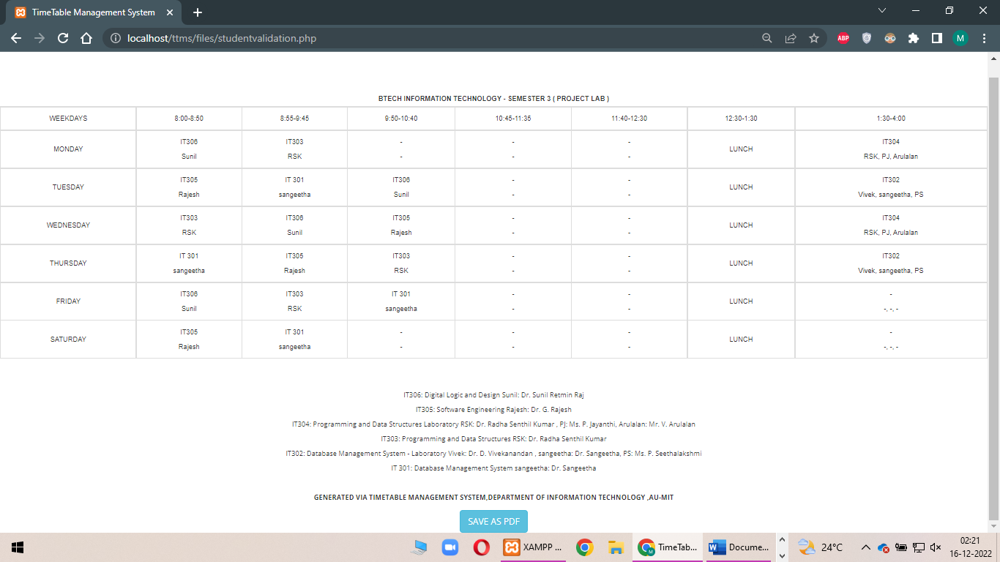 TimeTable Management System
localhost/ttms/files/studentvalidation.php
ABP
M
BTECH INFORMATION TECHNOLOGY - SEMESTER 3 ( PROJECT LAB )
WEEKDAYS 8:00-8:50 8:55-9:45 9:50-10:40 10:45-11:35 11:40-12:30 12:30-1:30 1:30-4:00
MONDAY IT306 IT303 - - - LUNCH IT304
Sunil RSK - - - RSK, PJ, Arulalan
TUESDAY IT305 IT 301 IT306 - - LUNCH IT302
Rajesh sangeetha Sunil - - Vivek, sangeetha, PS
WEDNESDAY IT303 IT306 IT305 - - LUNCH IT304
RSK Sunil Rajesh - - RSK, PJ, Arulalan
THURSDAY IT 301 IT305 IT303 - - LUNCH IT302
sangeetha Rajesh RSK - - Vivek, sangeetha, PS
FRIDAY IT306 IT303 IT 301 - - LUNCH -
Sunil RSK sangeetha - - -, -, -
SATURDAY IT305 IT 301 - - - LUNCH -
Rajesh sangeetha - - - -, -, -
IT306: Digital Logic and Design Sunil: Dr. Sunil Retmin Raj
IT305: Software Engineering Rajesh: Dr. G. Rajesh
IT304: Programming and Data Structures Laboratory RSK: Dr. Radha Senthil Kumar , PJ: Ms. P. Jayanthi, Arulalan: Mr. V. Arulalan
IT303: Programming and Data Structures RSK: Dr. Radha Senthil Kumar
IT302: Database Management System - Laboratory Vivek: Dr. D. Vivekanandan , sangeetha: Dr. Sangeetha, PS: Ms. P. Seethalakshmi
IT 301: Database Management System sangeetha: Dr. Sangeetha
GENERATED VIA TIMETABLE MANAGEMENT SYSTEM,DEPARTMENT OF INFORMATION TECHNOLOGY ,AU-MIT
SAVE AS PDF
XAMPP ... TimeTab... Docume... 24°C 02:21
16-12-2022